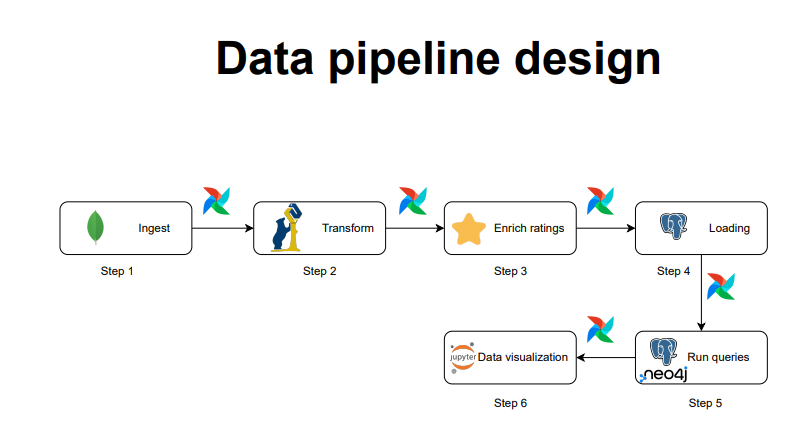 Data pipeline design
Ingest
Transform
Enrich ratings
Loading
Step 1
Step 2
Step 3
Step 4
jupyter
Data visualization
Run queries
neo4j
Step 6
Step 5